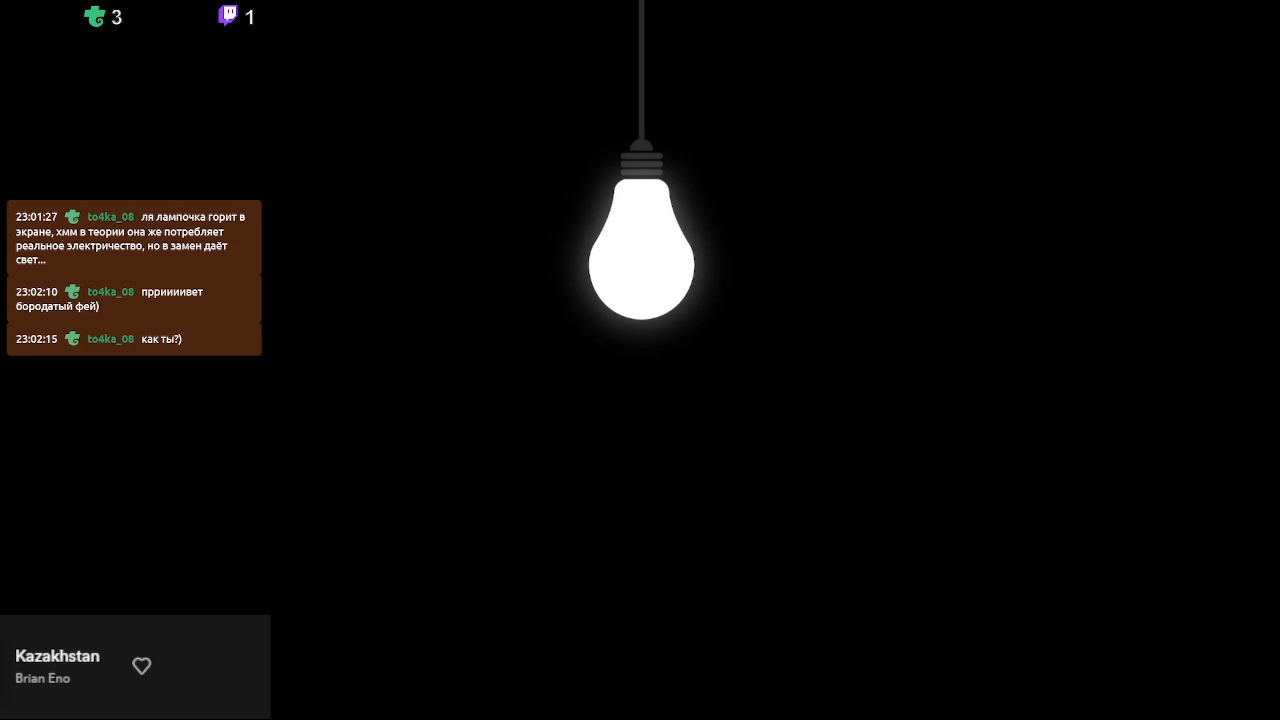 3 1
23:01:27 to4ka_08 ля лампочка горит в
экране, хмм в теории она же потребляет
реальное электричество, но в замен даёт
свет...
23:02:10 to4ka_08 пррииииvет
бородатый фей)
23:02:15 to4ka_08 как ты?)
Kazakhstan
Brian Eno